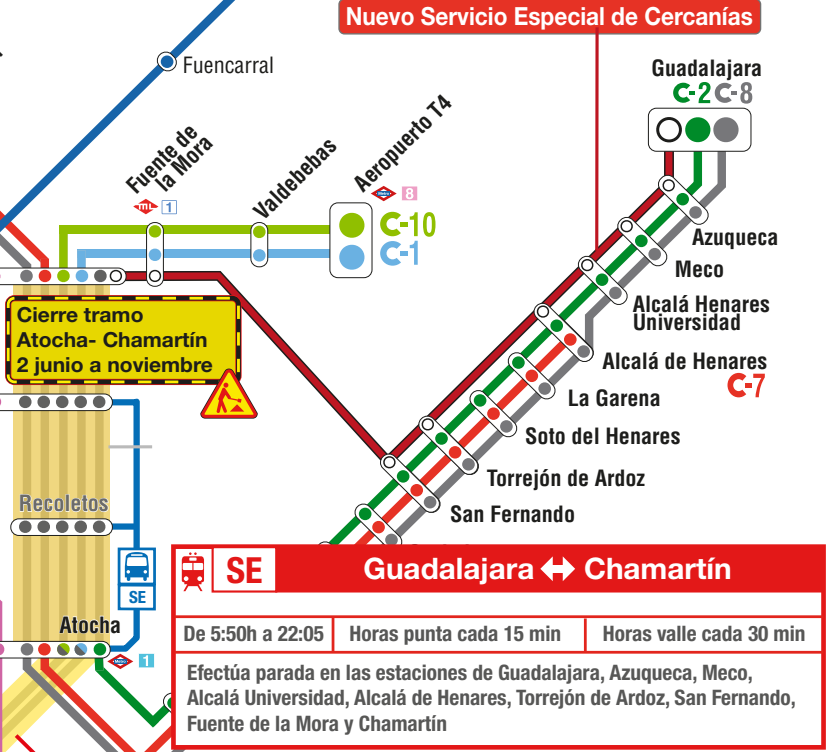 Nuevo Servicio Especial de Cercanías
Fuencarral
Guadalajara
C-2 C-8
Fuente de
la Mora
ML 1
Valdebebas
Aeropuerto T4
Metro 8
C-10
C-1
Azuqueca
Meco
Alcalá Henares
Universidad
Alcalá de Henares
C-7
La Garena
Soto del Henares
Torrejón de Ardoz
San Fernando
Cierre tramo
Atocha- Chamartín
2 junio a noviembre
Recoletos
SE
Atocha
Metro 1
SE Guadalajara ↔ Chamartín
De 5:50h a 22:05 Horas punta cada 15 min Horas valle cada 30 min
Efectúa parada en las estaciones de Guadalajara, Azuqueca, Meco,
Alcalá Universidad, Alcalá de Henares, Torrejón de Ardoz, San Fernando,
Fuente de la Mora y Chamartín